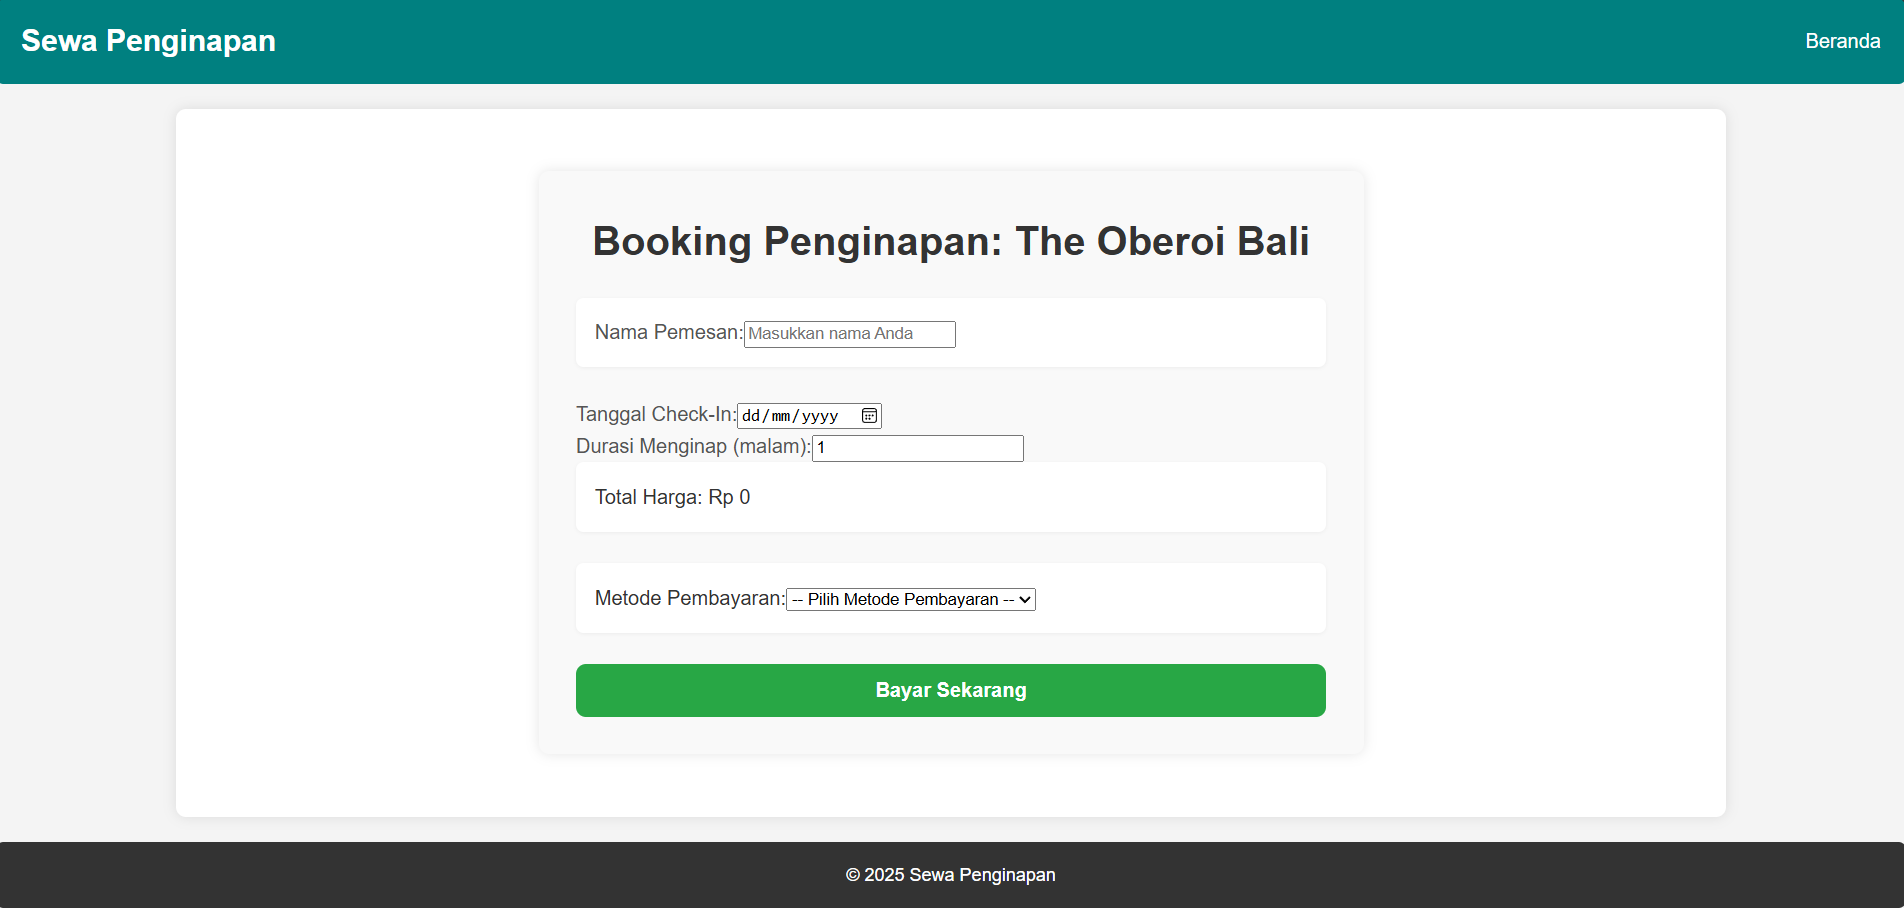 Sewa Penginapan
Beranda
Booking Penginapan: The Oberoi Bali
Nama Pemesan: Masukkan nama Anda
Tanggal Check-In: dd/mm/yyyy
Durasi Menginap (malam): 1
Total Harga: Rp 0
Metode Pembayaran: -- Pilih Metode Pembayaran --
Bayar Sekarang
© 2025 Sewa Penginapan